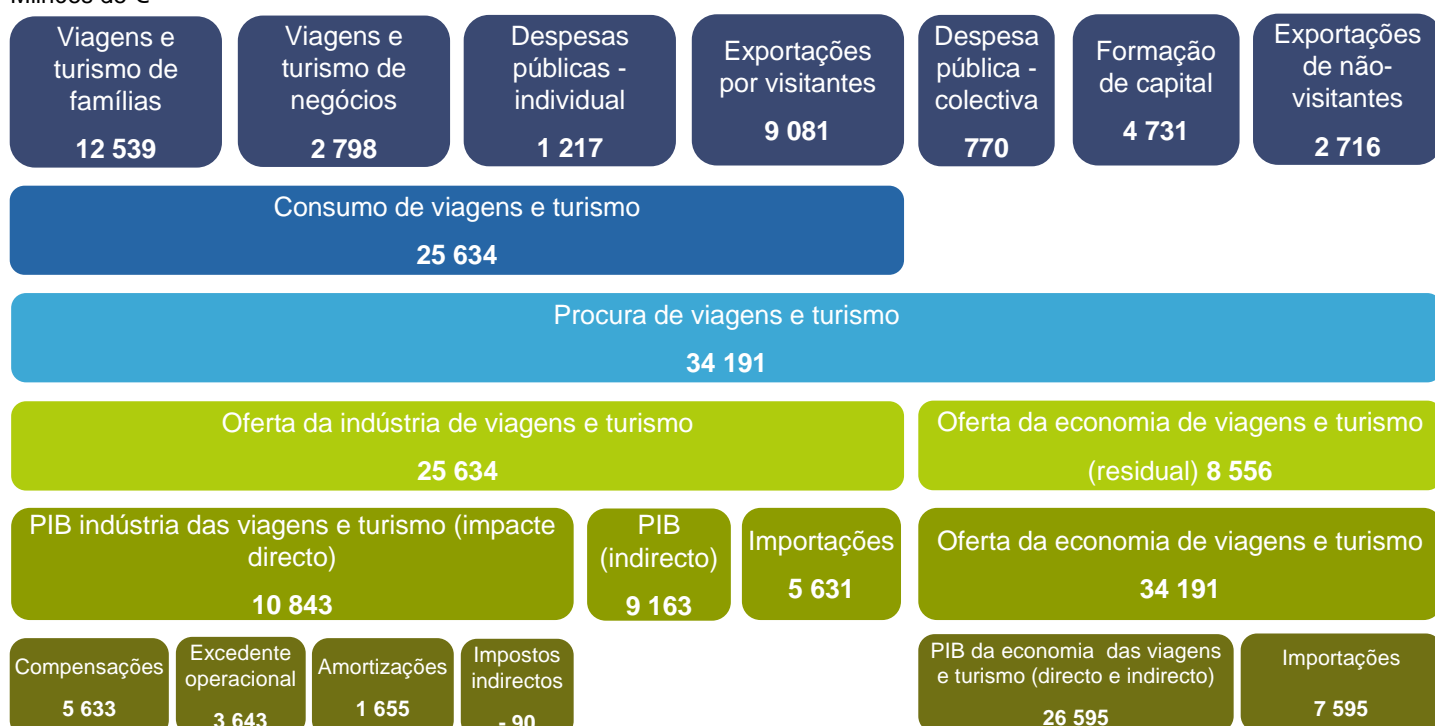 Viagens e
turismo de
famílias
12 539
Viagens e
turismo de
negócios
2 798
Despesas
públicas -
individual
1 217
Exportações
por visitantes
9 081
Despesa
pública -
colectiva
770
Formação
de capital
4 731
Exportações
de não-
visitantes
2 716
Consumo de viagens e turismo
25 634
Procura de viagens e turismo
34 191
Oferta da indústria de viagens e turismo
25 634
Oferta da economia de viagens e turismo
(residual) 8 556
PIB indústria das viagens e turismo (impacte
directo)
10 843
PIB
(indirecto)
9 163
Importações
5 631
Oferta da economia de viagens e turismo
34 191
Compensações
5 633
Excedente
operacional
3 643
Amortizações
1 655
Impostos
indirectos
- 90
PIB da economia das viagens
e turismo (directo e indirecto)
26 595
Importações
7 595